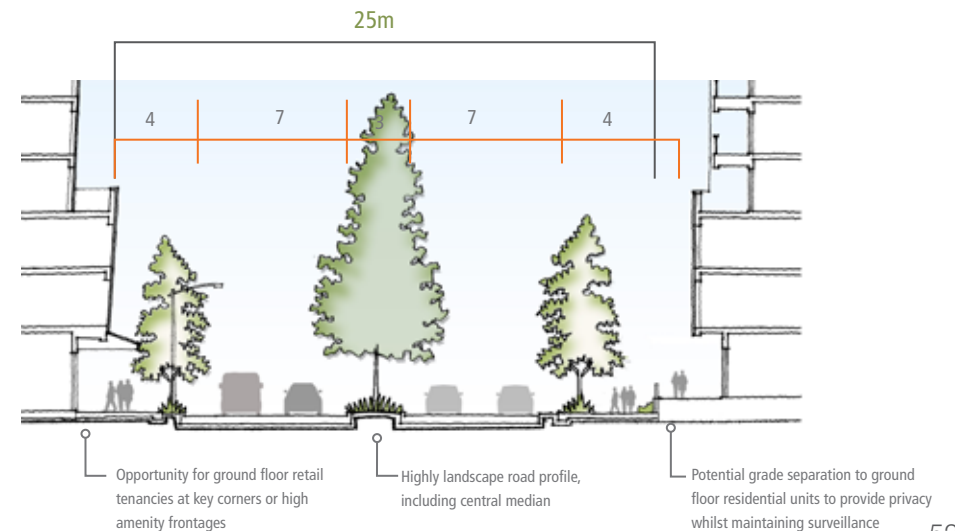 25m
4 7 3 7 4
Opportunity for ground floor retail
tenancies at key corners or high
amenity frontages
Highly landscape road profile,
including central median
Potential grade separation to ground
floor residential units to provide privacy
whilst maintaining surveillance